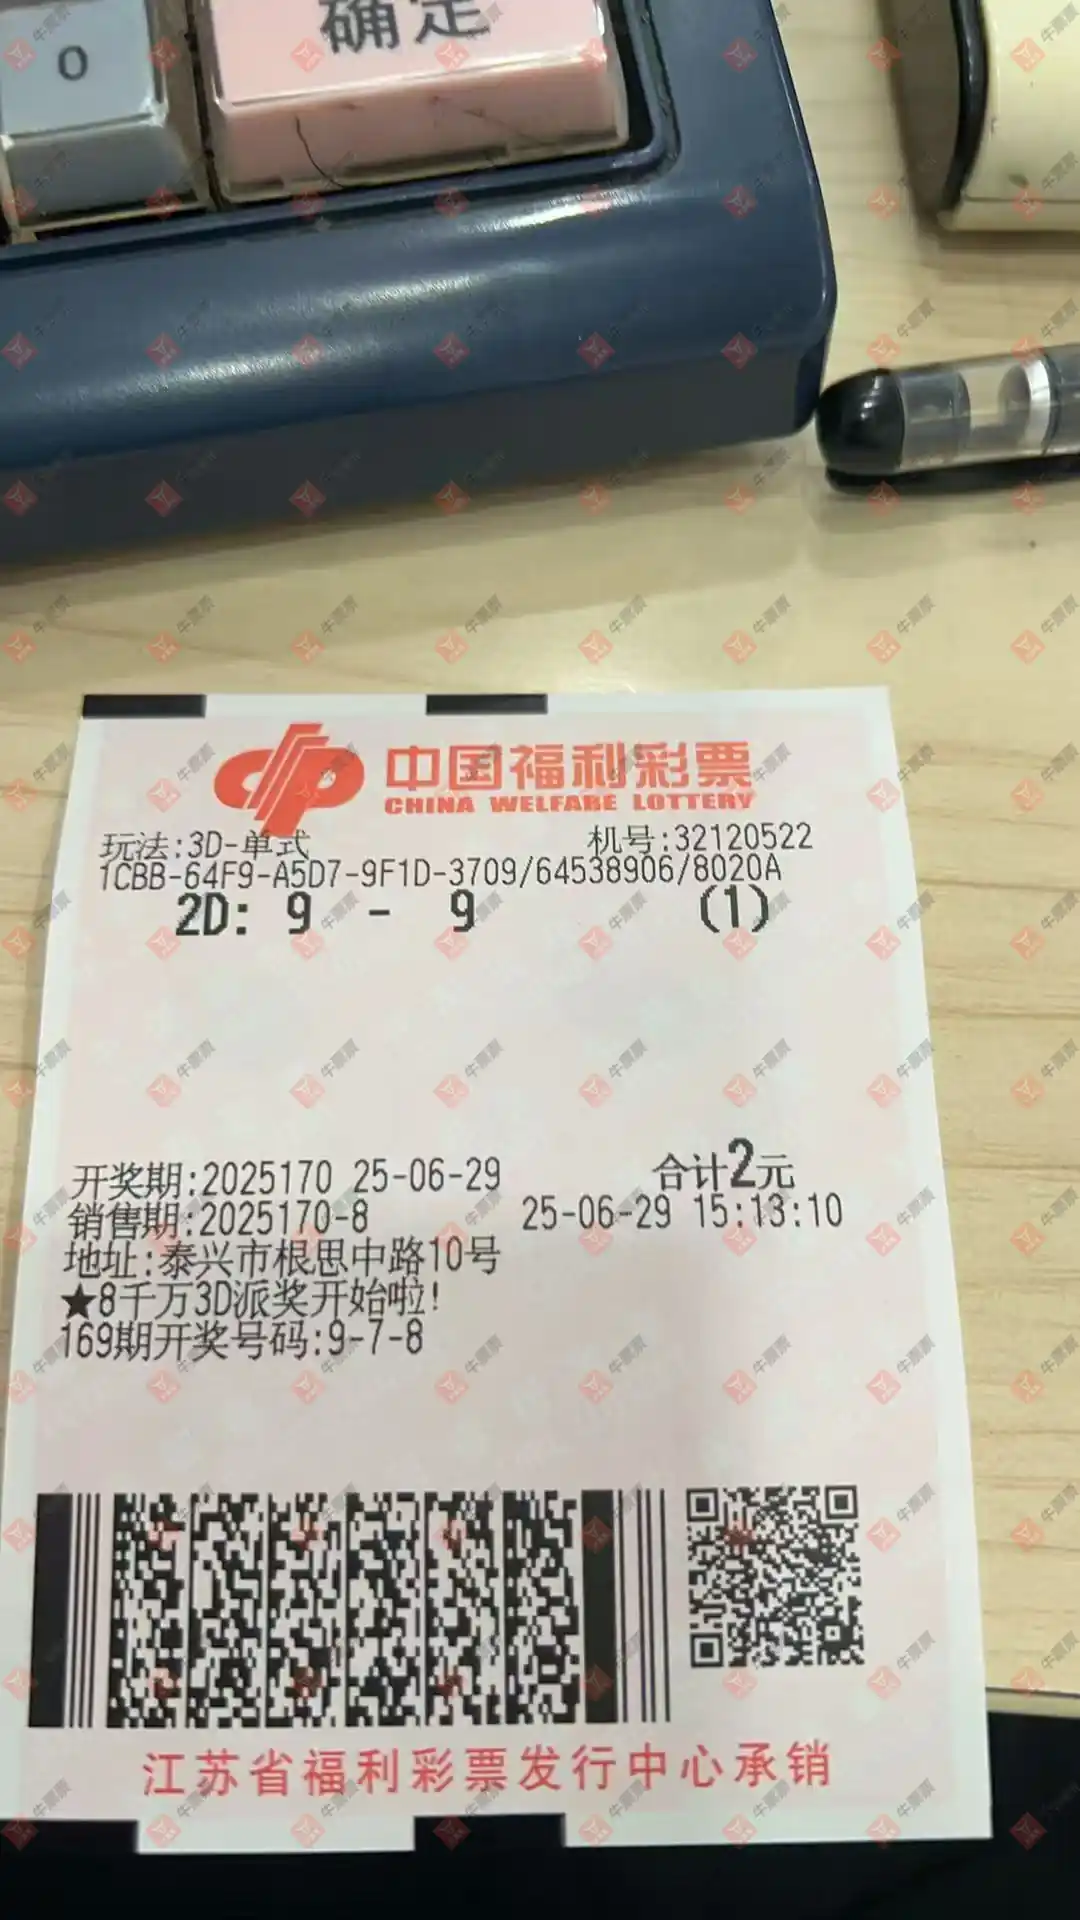 0
确定
中国福利彩票
CHINA WELFARE LOTTERY
玩法:3D-单式 机号:32120522
1CBB-64F9-A5D7-9F1D-3709/64538906/8020A
2D: 9 - 9 (1)
开奖期:2025170 25-06-29 合计2元
销售期:2025170-8 25-06-29 15:13:10
地址:泰兴市根思中路10号
★8千万3D派奖开始啦!
169期开奖号码:9-7-8
江苏省福利彩票发行中心承销
牛票票